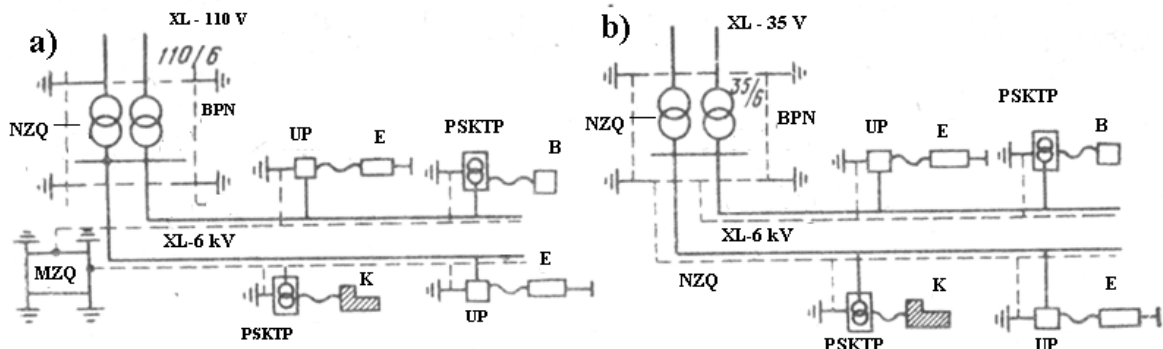 a)
XL - 110 V
110/6
NZQ
BPN
UP
E
PSKTP
B
XL-6 kV
MZQ
E
K
PSKTP
UP
b)
XL - 35 V
35/6
NZQ
BPN
UP
E
PSKTP
B
XL-6 kV
NZQ
K
E
PSKTP
UP